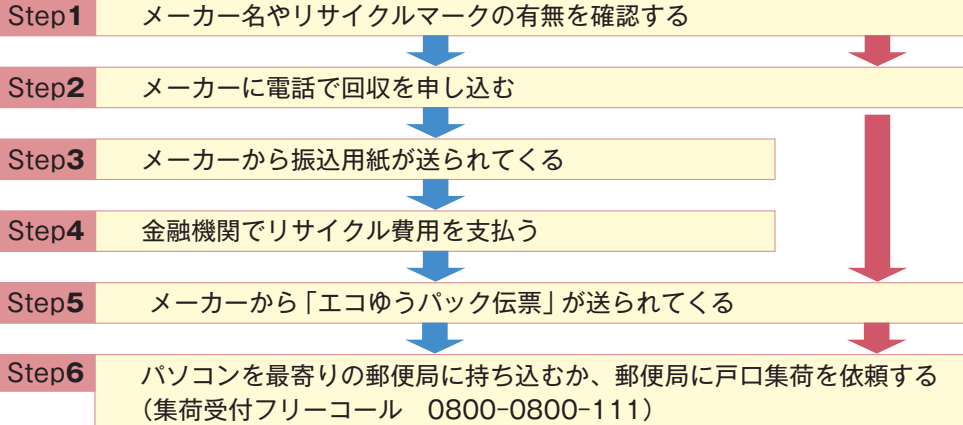 Step1 メーカー名やリサイクルマークの有無を確認する
Step2 メーカーに電話で回収を申し込む
Step3 メーカーから振込用紙が送られてくる
Step4 金融機関でリサイクル費用を支払う
Step5 メーカーから「エコゆうパック伝票」が送られてくる
Step6 パソコンを最寄りの郵便局に持ち込むか、郵便局に戸口集荷を依頼する
（集荷受付フリーコール　0800-0800-111）